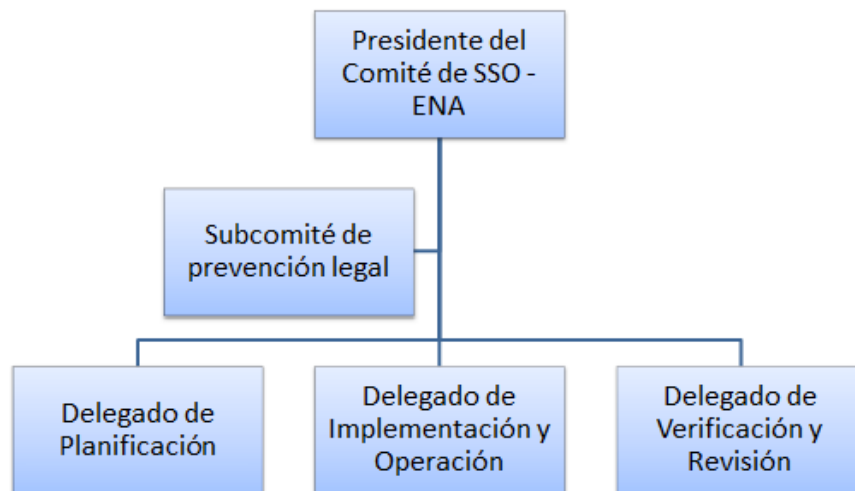 Presidente del
Comité de SSO -
ENA
Subcomité de
prevención legal
Delegado de
Planificación
Delegado de
Implementación y
Operación
Delegado de
Verificación y
Revisión